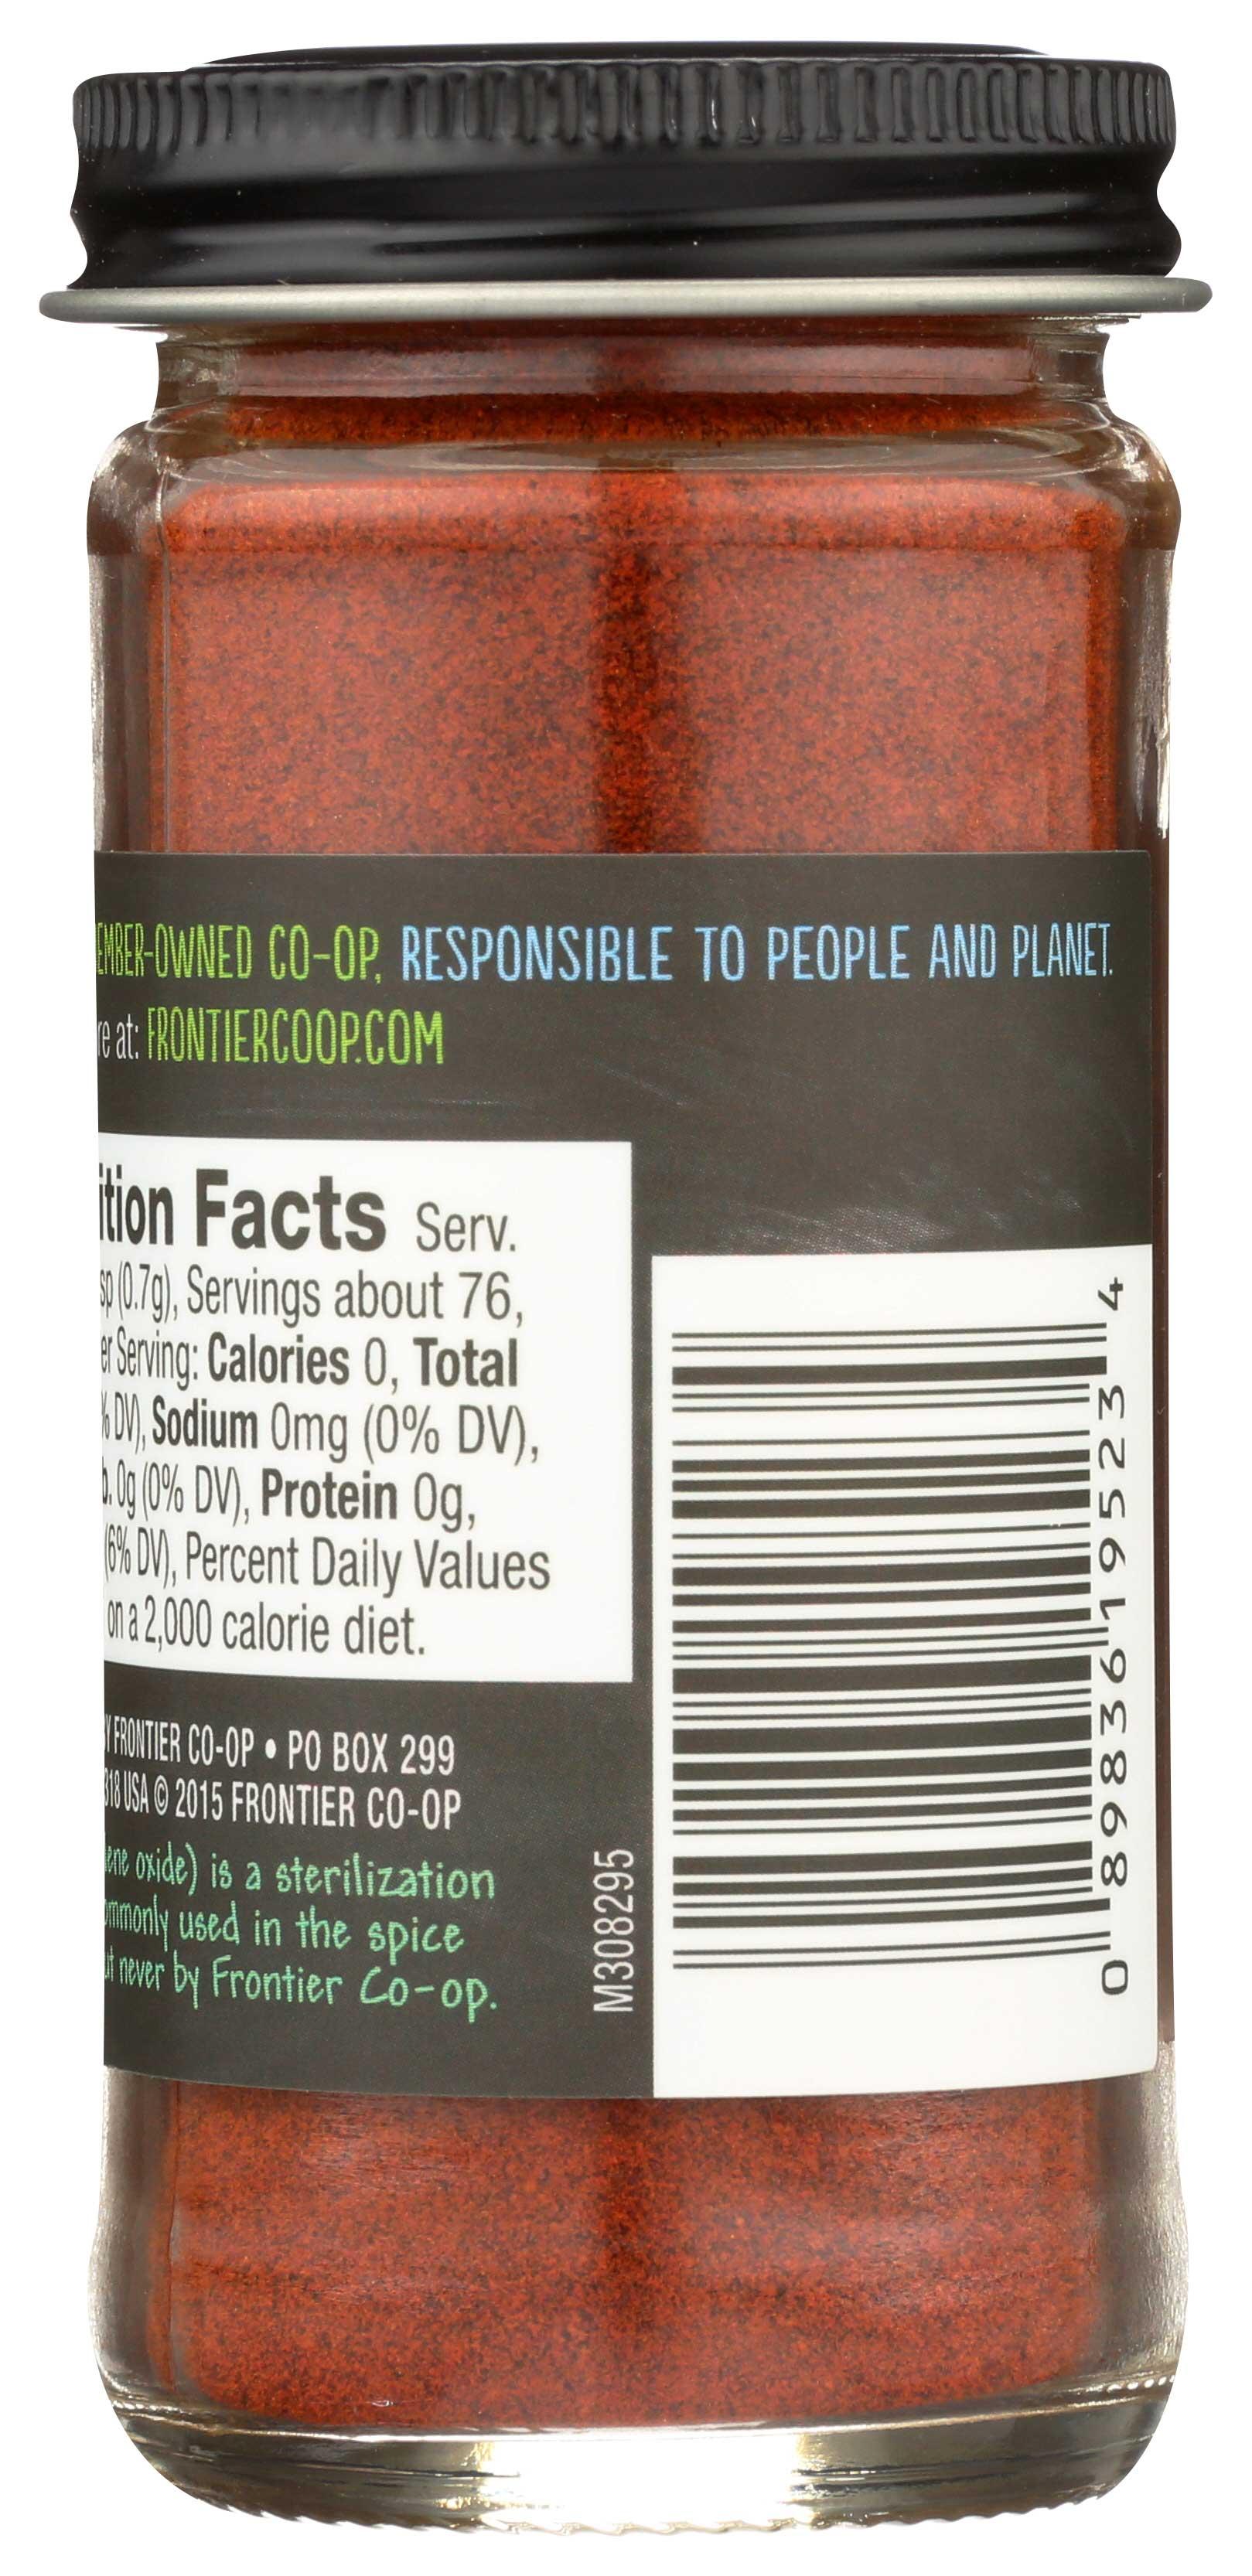 EMBER-OWNED CO-OP, RESPONSIBLE TO PEOPLE AND PLANET.
re at: FRONTIERCOOP.COM
ition Facts Serv.
sp (0.7g), Servings about 76,
er Serving: Calories 0, Total
% DV), Sodium 0mg (0% DV),
b. 0g (0% DV), Protein 0g,
(6% DV), Percent Daily Values
on a 2,000 calorie diet.
Y FRONTIER CO-OP • PO BOX 299
318 USA © 2015 FRONTIER CO-OP
ene oxide) is a sterilization
ommonly used in the spice
ut never by Frontier Co-op.
M308295
0 89836 19523 4